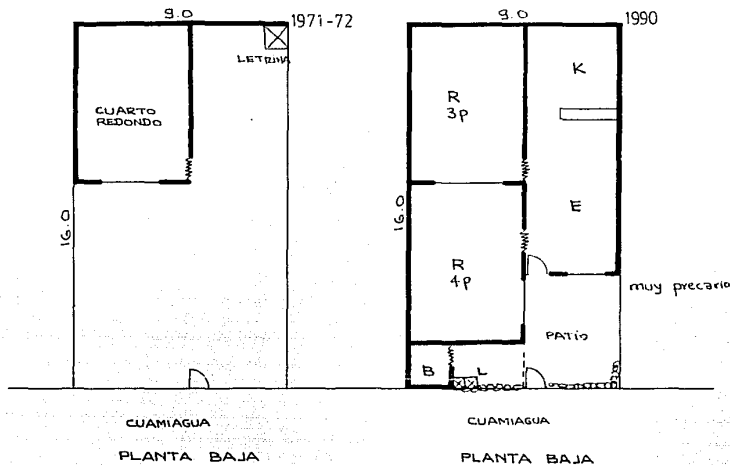 9.0
1971-72
LETRINA
CUARTO
REDONDO
16.0
CUAMIAGUA
PLANTA BAJA
9.0
1990
K
R
3p
16.0
E
R
4p
muy precario
PATIO
B
L
CUAMIAGUA
PLANTA BAJA